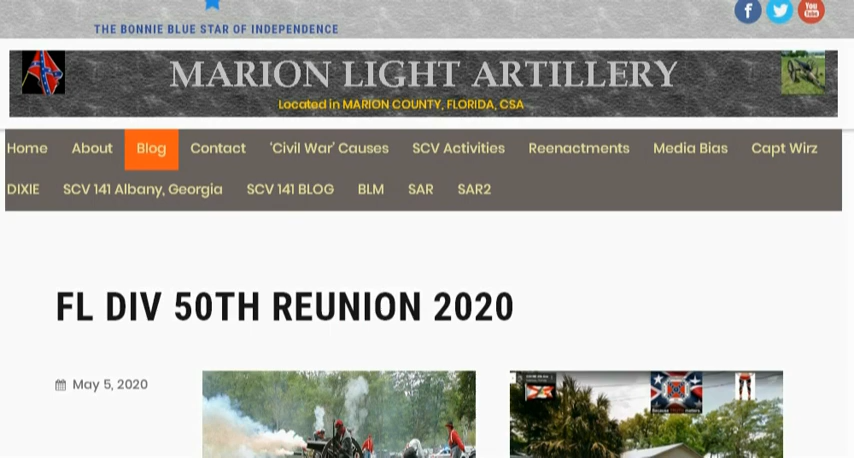 THE BONNIE BLUE STAR OF INDEPENDENCE
f You Tube
MARION LIGHT ARTILLERY
Located in MARION COUNTY, FLORIDA, CSA
Home About Blog Contact 'Civil War' Causes SCV Activities Reenactments Media Bias Capt Wirz
DIXIE SCV 141 Albany, Georgia SCV 141 BLOG BLM SAR SAR2
FL DIV 50TH REUNION 2020
May 5, 2020